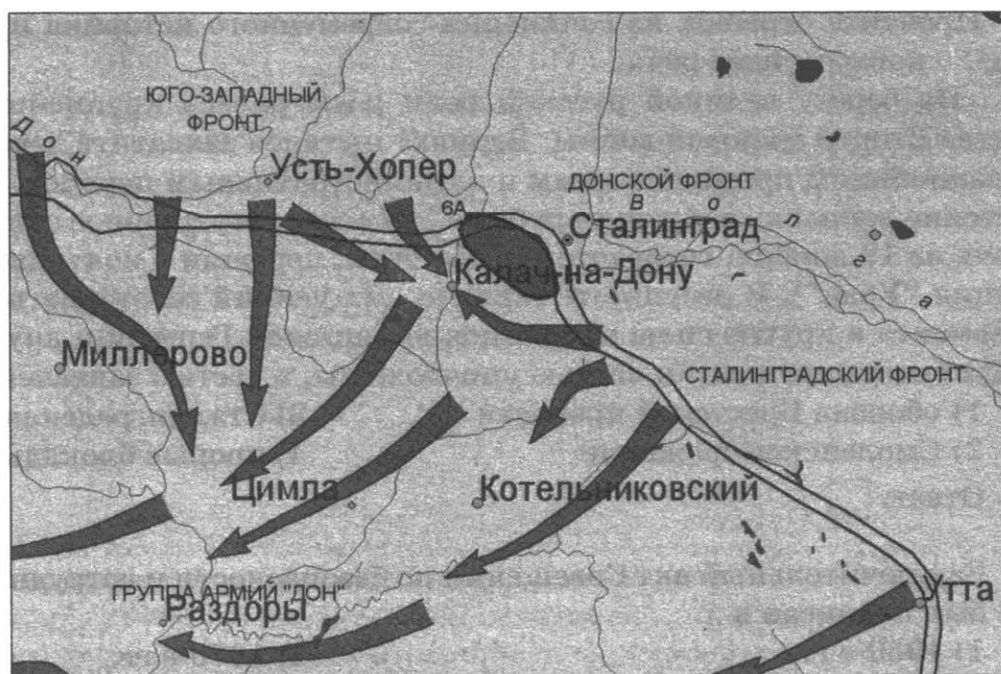 ЮГО-ЗАПАДНЫЙ
ФРОНТ
Дон
Усть-Хопер
6А
ДОНСКОЙ ФРОНТ
Волга
Сталинград
Калач-на-Дону
Миллерово
СТАЛИНГРАДСКИЙ ФРОНТ
Цимла
Котельниковский
ГРУППА АРМИЙ "ДОН"
Раздоры
Утта